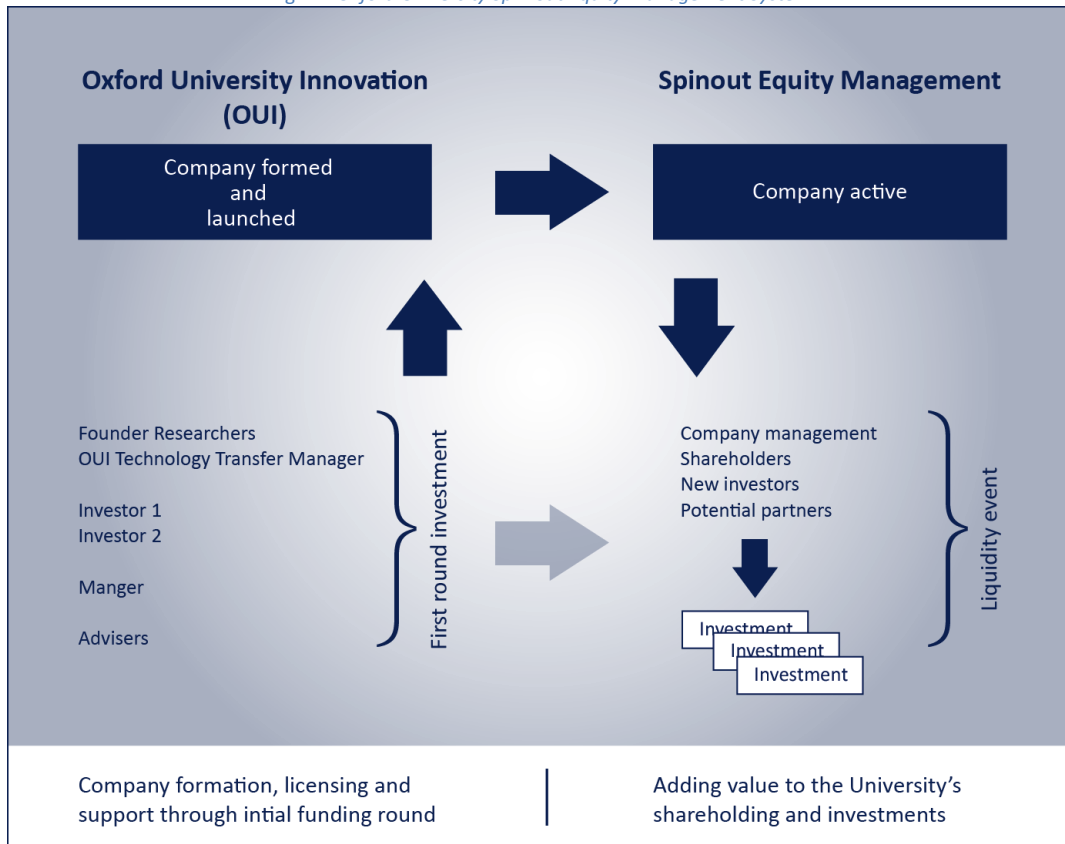 Oxford University Innovation
(OUI)
Spinout Equity Management
Company formed
and
launched
Company active
Founder Researchers
OUI Technology Transfer Manager
Investor 1
Investor 2
Manger
Advisers
First round investment
Company management
Shareholders
New investors
Potential partners
Investment
Investment
Investment
Liquidity event
Company formation, licensing and
support through intial funding round
Adding value to the University’s
shareholding and investments